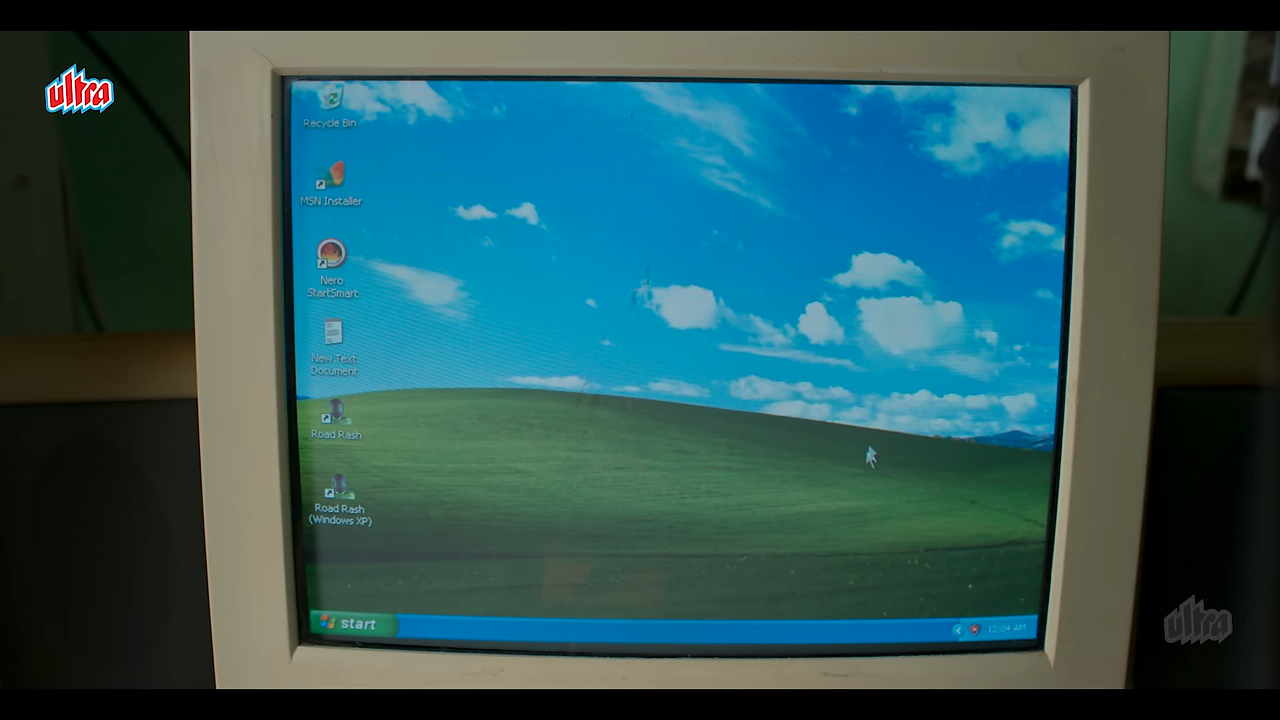 ultra
Recycle Bin
MSN Installer
Nero
StartSmart
New Text
Document
Road Rash
Road Rash
(Windows XP)
start
12:04 AM
ultra